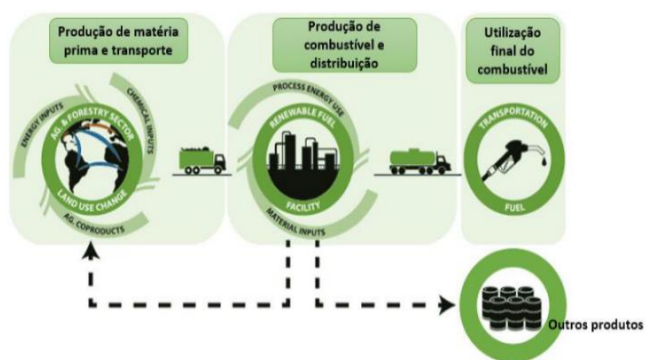 Produção de matéria
prima e transporte
Produção de
combustível e
distribuição
Utilização
final do
combustível
ENERGY INPUTS
CHEMICAL INPUTS
AG. & FORESTRY SECTOR
LAND USE CHANGE
AG. COPRODUCTS
PROCESS ENERGY USE
RENEWABLE FUEL
FACILITY
MATERIAL INPUTS
TRANSPORTATION
FUEL
Outros produtos